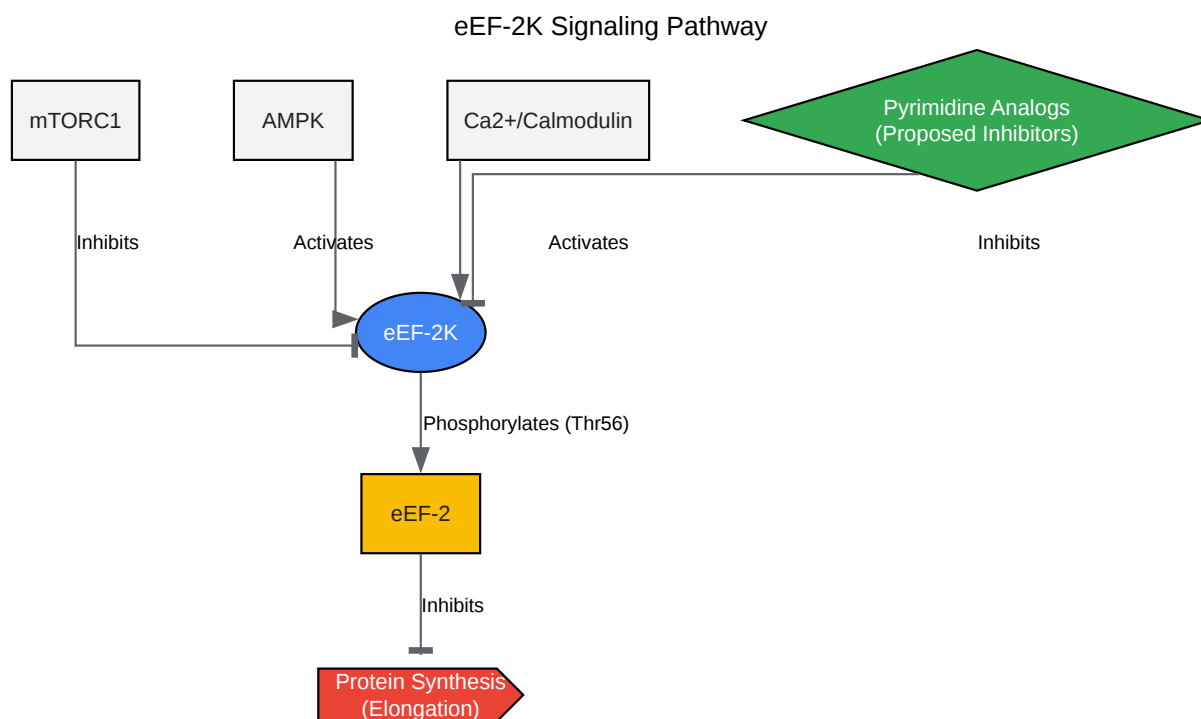 eEF-2K Signaling Pathway
mTORC1
AMPK
Ca2+/Calmodulin
Pyrimidine Analogs
(Proposed Inhibitors)
Inhibits
Activates
Activates
Inhibits
eEF-2K
Phosphorylates (Thr56)
eEF-2
Inhibits
Protein Synthesis
(Elongation)